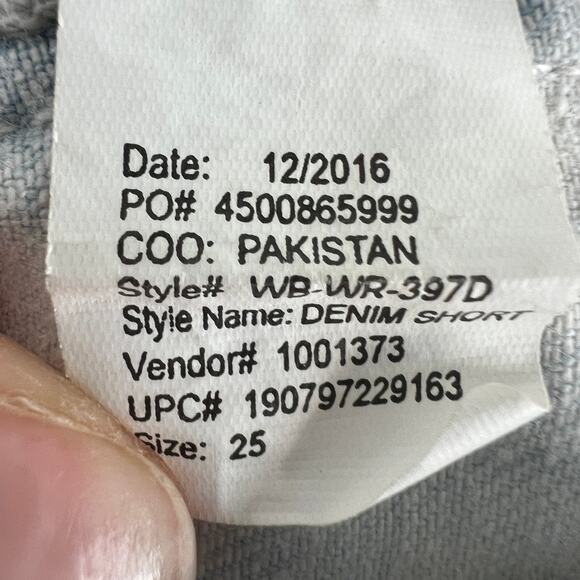 Date: 12/2016
PO# 4500865999
COO: PAKISTAN
Style# WB-WR-397D
Style Name: DENIM SHORT
Vendor# 1001373
UPC# 190797229163
Size: 25